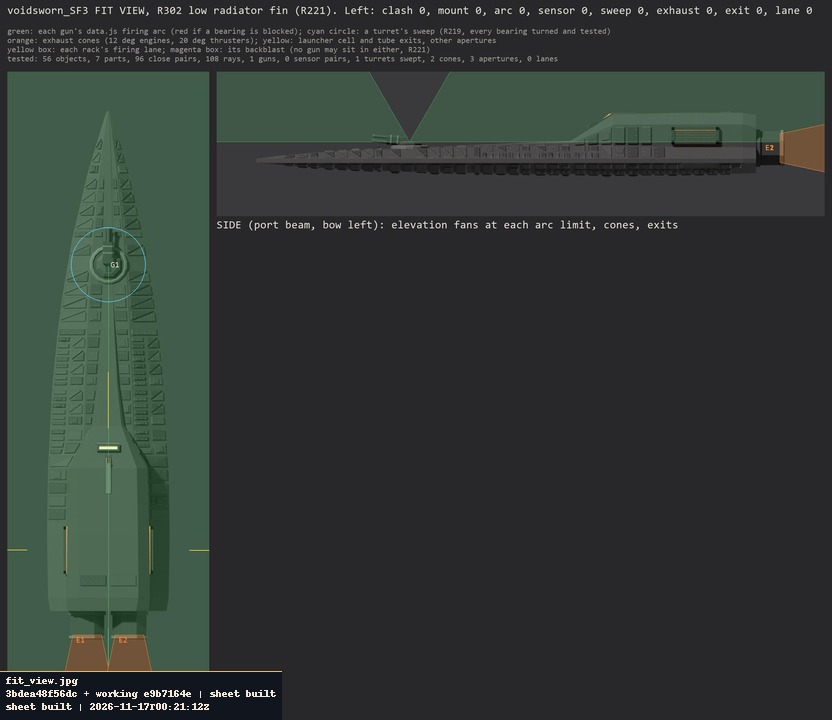 voidsworn_SF3 FIT VIEW, R302 low radiator fin (R221). Left: clash 0, mount 0, arc 0, sensor 0, sweep 0, exhaust 0, exit 0, lane 0
green: each gun's data.js firing arc (red if a bearing is blocked); cyan circle: a turret's sweep (R219, every bearing turned and tested)
orange: exhaust cones (12 deg engines, 20 deg thrusters); yellow: launcher cell and tube exits, other apertures
yellow box: each rack's firing lane; magenta box: its backblast (no gun may sit in either, R221)
tested: 56 objects, 7 parts, 96 close pairs, 108 rays, 1 guns, 0 sensor pairs, 1 turrets swept, 2 cones, 3 apertures, 0 lanes
E2
SIDE (port beam, bow left): elevation fans at each arc limit, cones, exits
G1
E1
E2
fit_view.jpg
3bdea48f56dc + working e9b7164e | sheet built
sheet built | 2026-11-17r00:21:12z